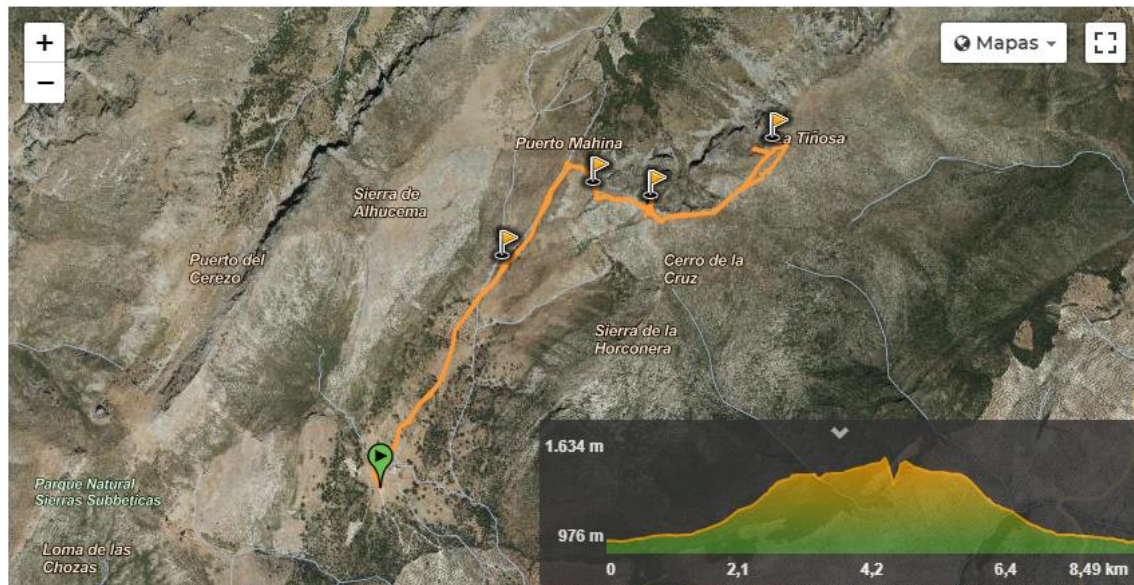 +
Mapas
−
Puerto Mahina
La Tiñosa
Sierra de
Alhucema
Puerto del
Cerezo
Cerro de la
Cruz
Sierra de la
Horconera
1.634 m
Parque Natural
Sierras Subbéticas
976 m
Loma de las
Chozas
0 2,1 4,2 6,4 8,49 km